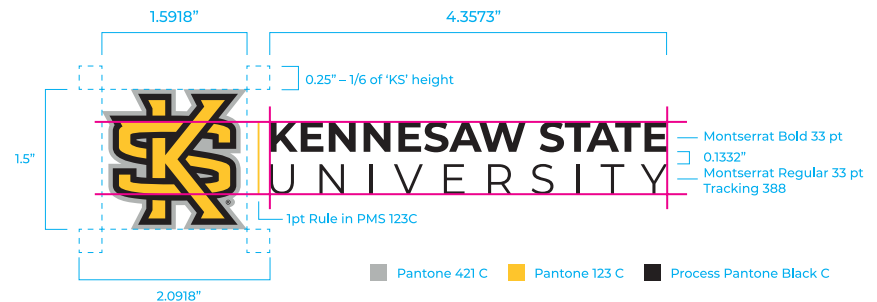 1.5918”
4.3573”
0.25” – 1/6 of ‘KS’ height
KS
®
1.5”
KENNESAW STATE
UNIVERSITY
Montserrat Bold 33 pt
0.1332”
Montserrat Regular 33 pt
Tracking 388
1pt Rule in PMS 123C
Pantone 421 C
Pantone 123 C
Process Pantone Black C
2.0918”